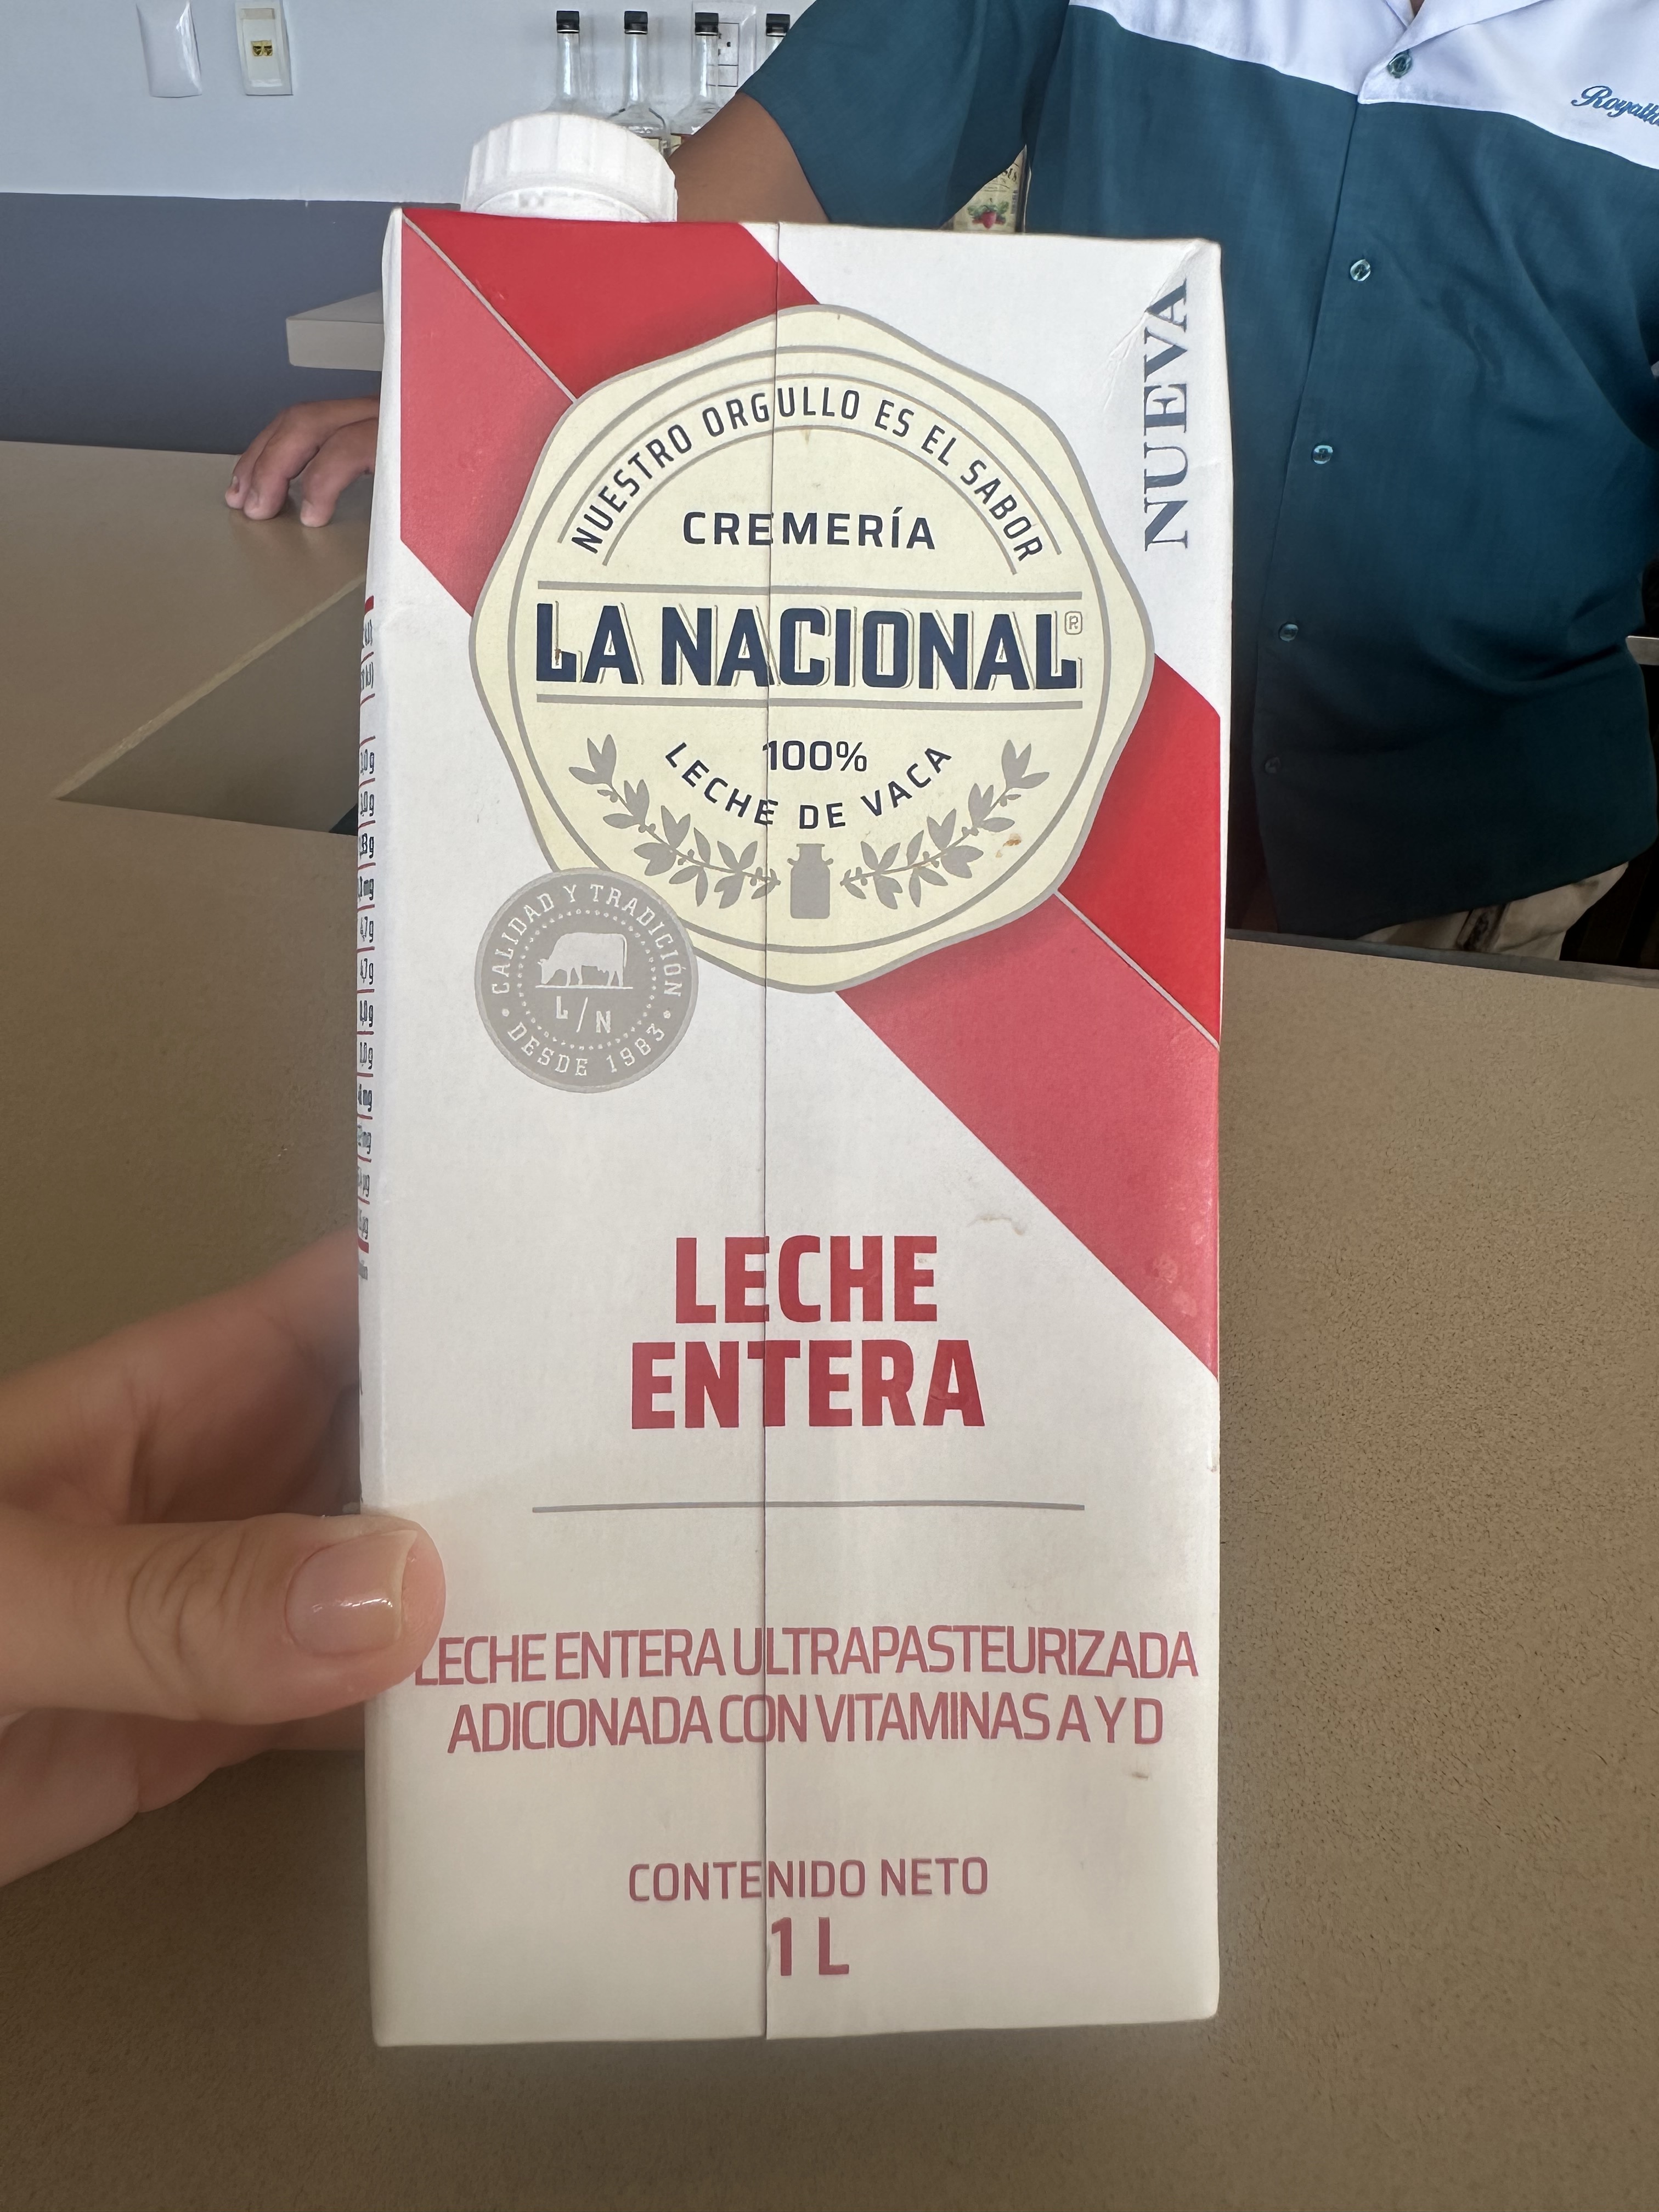 Royalton
NUEVA
NUESTRO ORGULLO ES EL SABOR
CREMERÍA
LA NACIONAL®
100%
LECHE DE VACA
CALIDAD Y TRADICIÓN
L/N
• DESDE 1983 •
LECHE
ENTERA
LECHE ENTERA ULTRAPASTEURIZADA
ADICIONADA CON VITAMINAS A Y D
CONTENIDO NETO
1 L